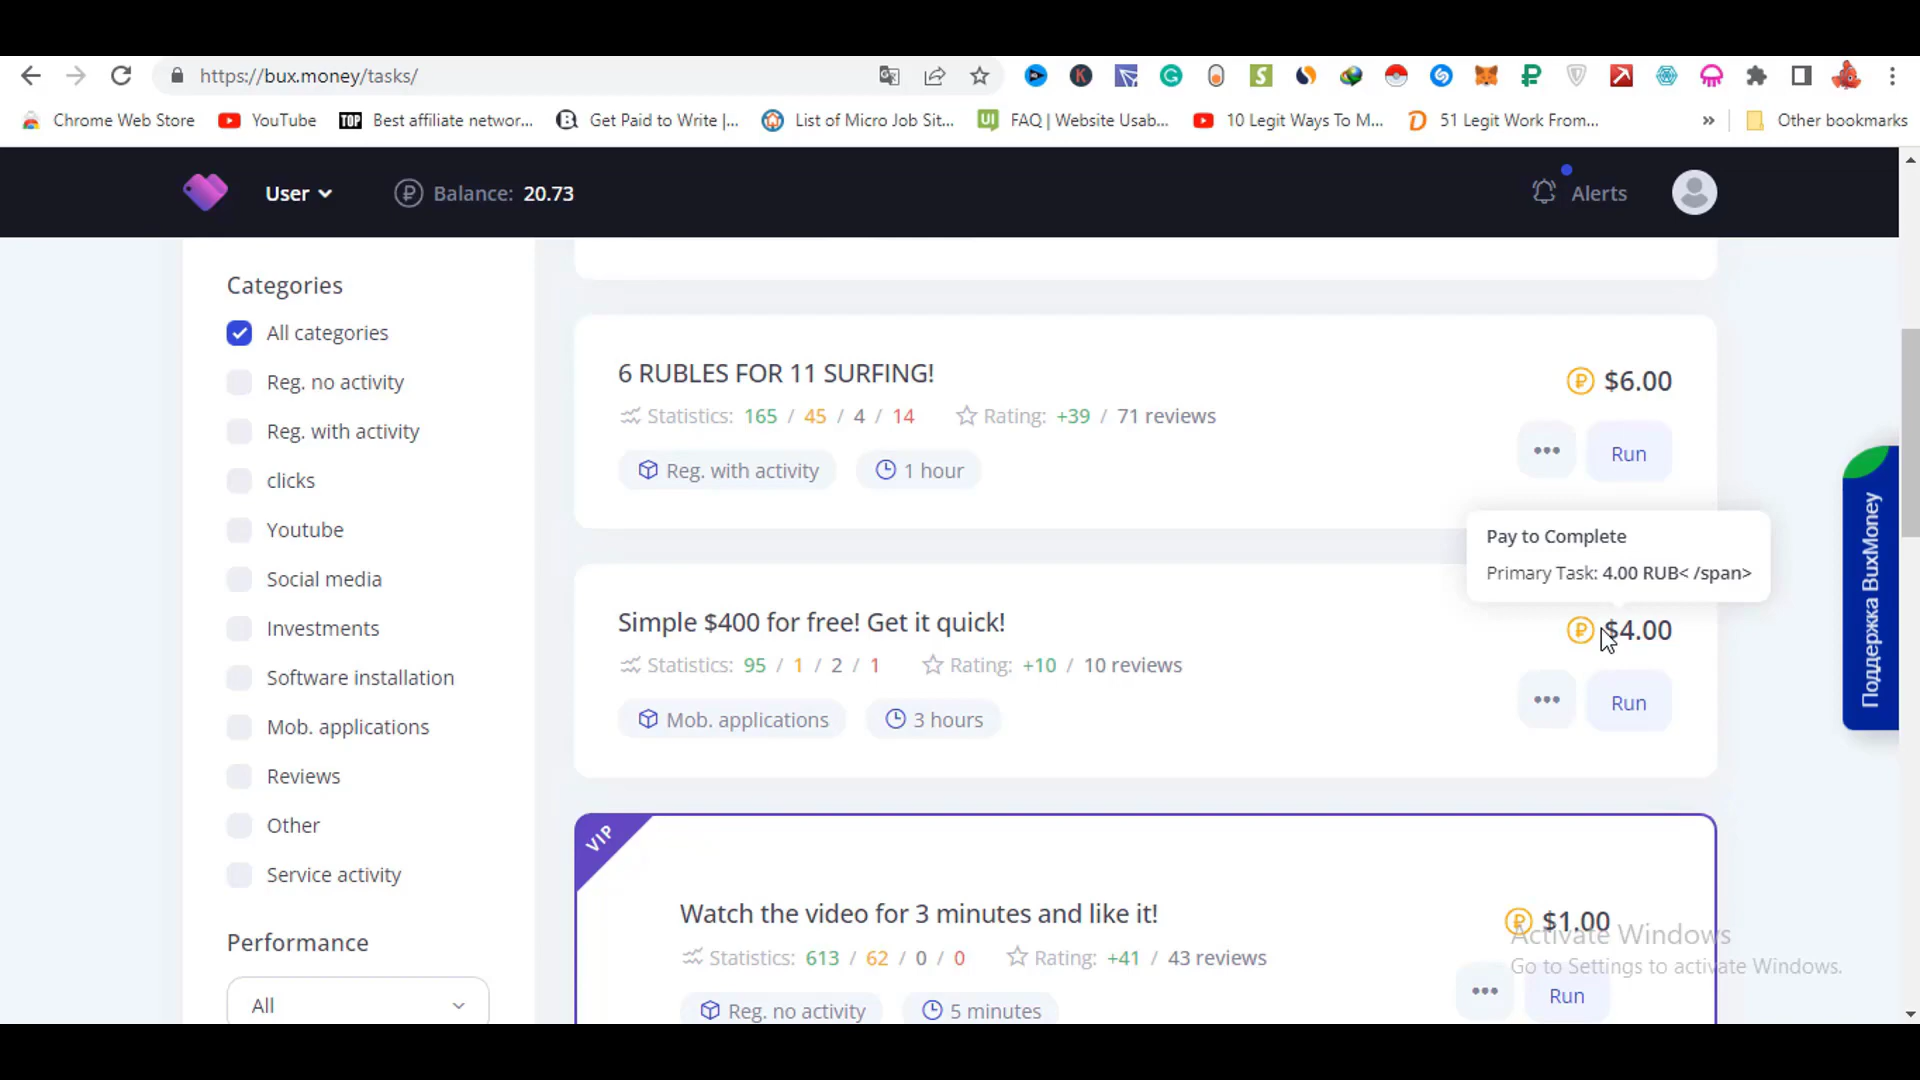 https://bux.money/tasks/
Chrome Web Store YouTube TOP Best affiliate networ... Get Paid to Write |... List of Micro Job Sit... UI FAQ | Website Usab... 10 Legit Ways To M... 51 Legit Work From... » Other bookmarks
User Balance: 20.73 Alerts
Categories
All categories
Reg. no activity
Reg. with activity
clicks
Youtube
Social media
Investments
Software installation
Mob. applications
Reviews
Other
Service activity
Performance
All
6 RUBLES FOR 11 SURFING!
$6.00
Statistics: 165 / 45 / 4 / 14 Rating: +39 / 71 reviews
Reg. with activity 1 hour
••• Run
Pay to Complete
Primary Task: 4.00 RUB< /span>
Simple $400 for free! Get it quick!
$4.00
Statistics: 95 / 1 / 2 / 1 Rating: +10 / 10 reviews
Mob. applications 3 hours
••• Run
VIP
Watch the video for 3 minutes and like it!
$1.00
Statistics: 613 / 62 / 0 / 0 Rating: +41 / 43 reviews
Reg. no activity 5 minutes
••• Run
Поддержка BuxMoney
Activate Windows
Go to Settings to activate Windows.